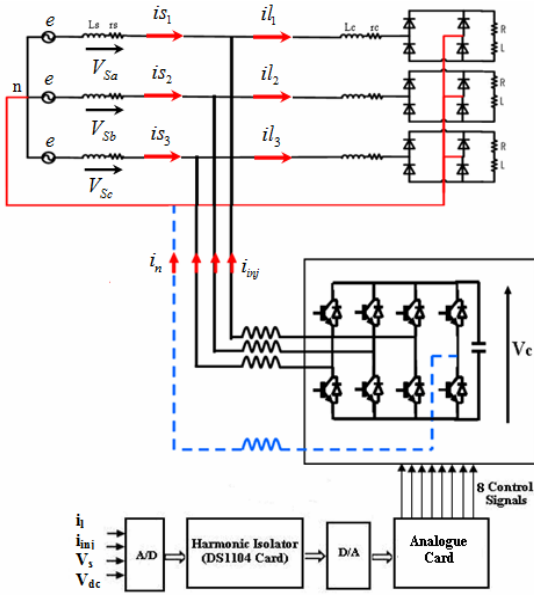 e Ls rs is1 il1 Lc rc R
VSa L
n e is2 il2 R
VSb L
e is3 il3 R
VSc L
in iinj
Vc
8 Control
Signals
il
iinj
Vs
Vdc
A/D
Harmonic Isolator
(DS1104 Card)
D/A
Analogue
Card